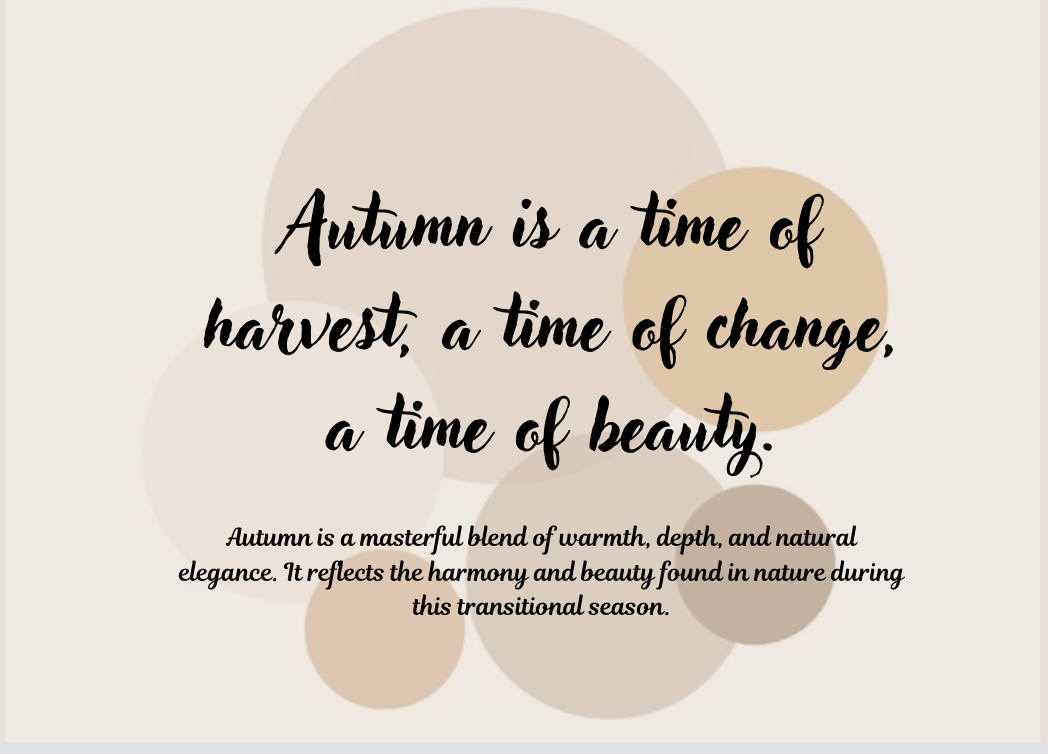 Autumn is a time of
harvest, a time of change,
a time of beauty.
Autumn is a masterful blend of warmth, depth, and natural
elegance. It reflects the harmony and beauty found in nature during
this transitional season.